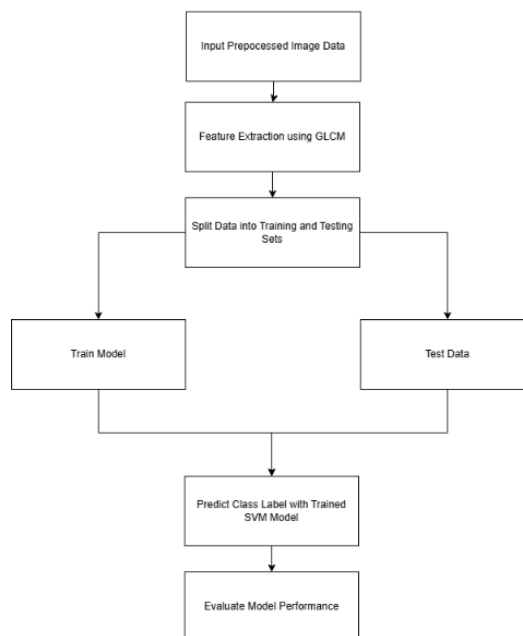 Input Prepocessed Image Data
Feature Extraction using GLCM
Split Data into Training and Testing
Sets
Train Model
Test Data
Predict Class Label with Trained
SVM Model
Evaluate Model Performance